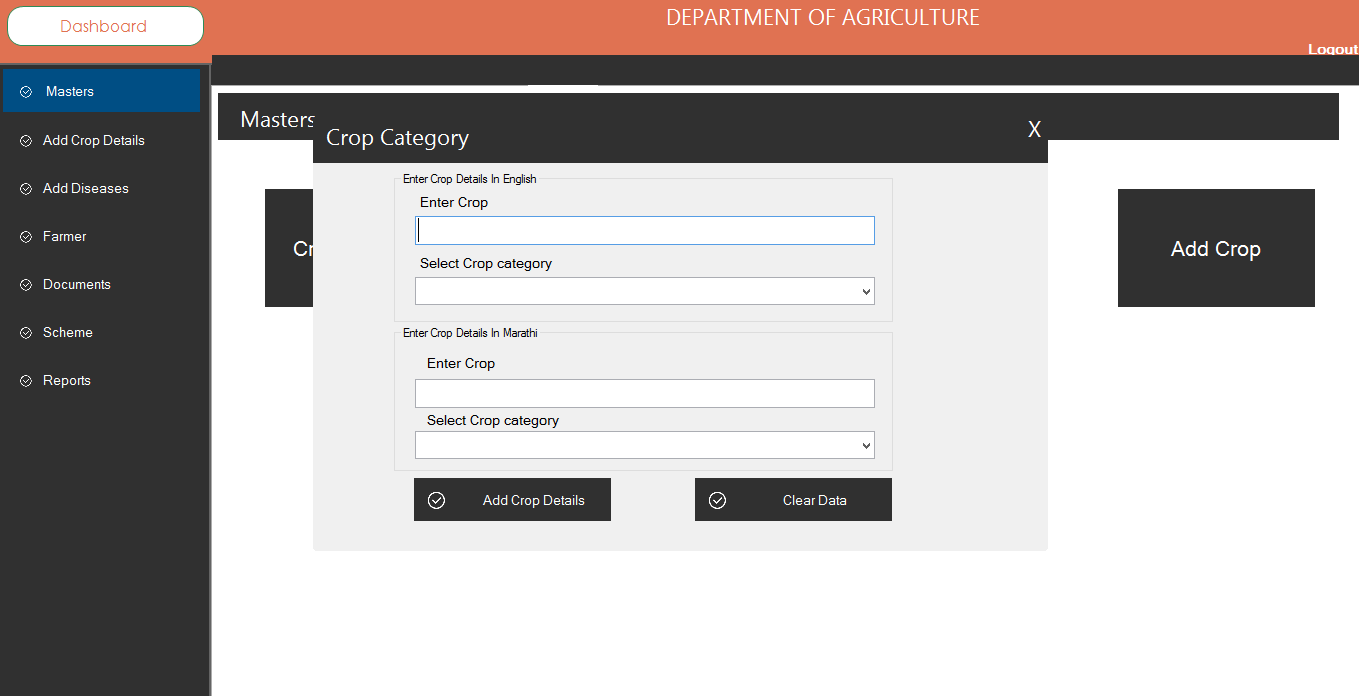 Dashboard
DEPARTMENT OF AGRICULTURE
Logout
Masters
Add Crop Details
Add Diseases
Farmer
Documents
Scheme
Reports
Masters
Crop Category
X
Enter Crop Details In English
Enter Crop
Select Crop category
Enter Crop Details In Marathi
Enter Crop
Select Crop category
Add Crop Details
Clear Data
Cr
Add Crop